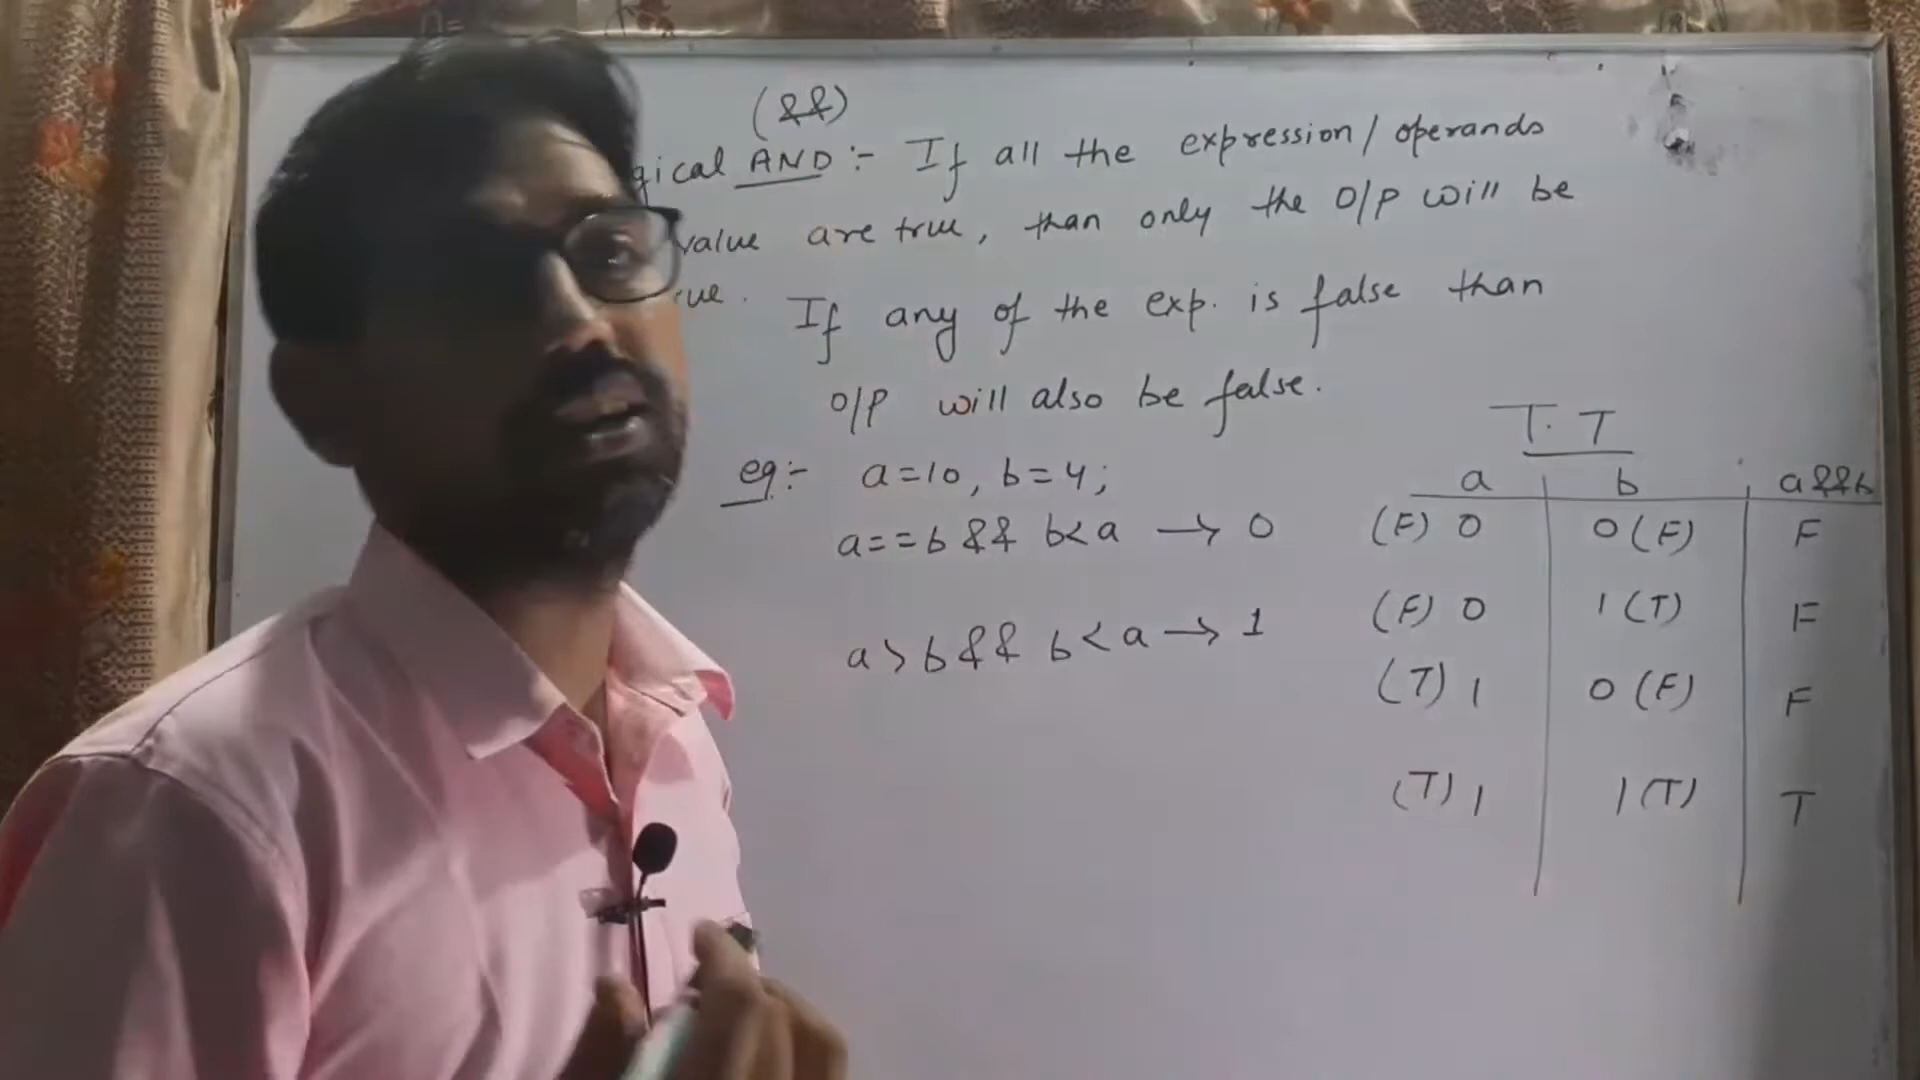 (&&)
gical AND :- If all the expression/operands
value are true, than only the O/P will be
rue.
If any of the exp. is false than
O/P will also be false.
eg:- a=10, b=4;
a==b && b<a → 0
a>b && b<a → 1
T.T
a b a&&b
(F) 0 0(F) F
(F) 0 1(T) F
(T) 1 0(F) F
(T) 1 1(T) T